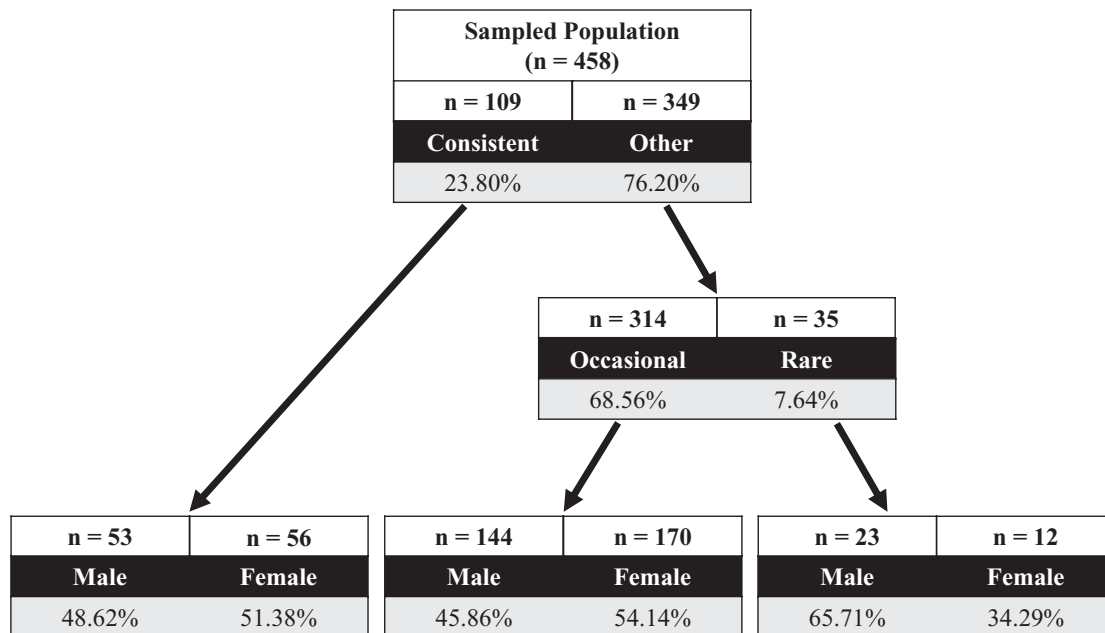 Sampled Population
(n = 458)
n = 109 n = 349
Consistent Other
23.80% 76.20%
n = 314 n = 35
Occasional Rare
68.56% 7.64%
n = 53 n = 56 n = 144 n = 170 n = 23 n = 12
Male Female Male Female Male Female
48.62% 51.38% 45.86% 54.14% 65.71% 34.29%